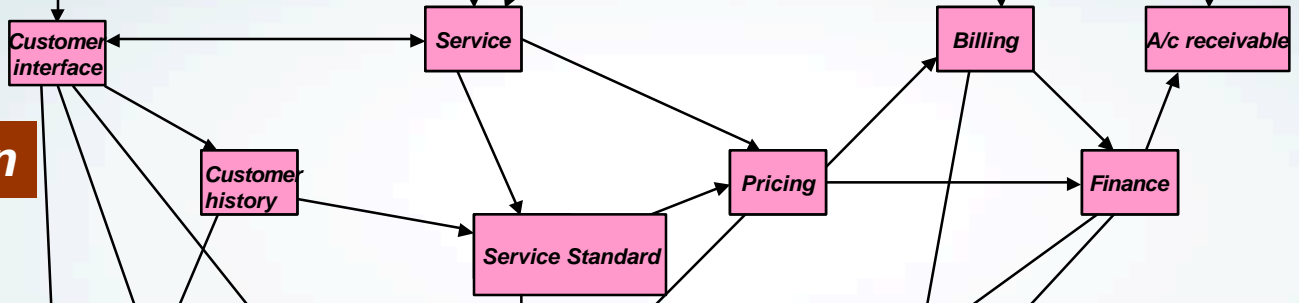 Customer
interface
Service
Billing
A/c receivable
n
Customer
history
Pricing
Finance
Service Standard